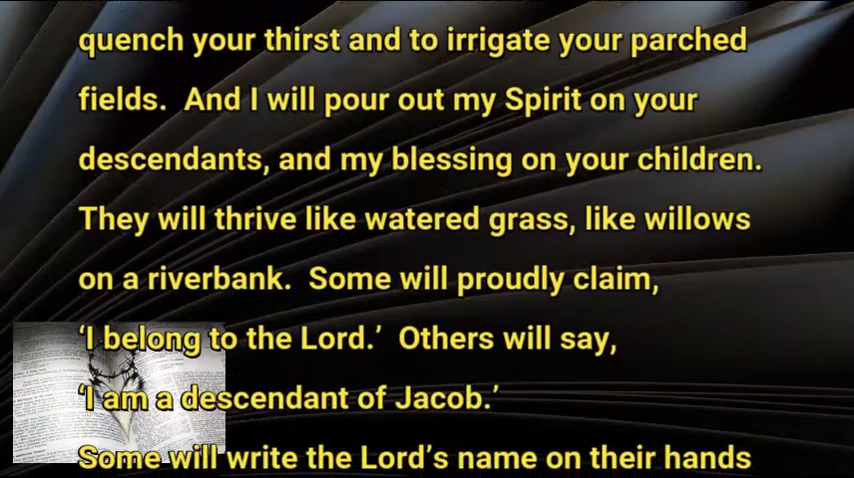 quench your thirst and to irrigate your parched
fields.  And I will pour out my Spirit on your
descendants, and my blessing on your children.
They will thrive like watered grass, like willows
on a riverbank.  Some will proudly claim,
‘I belong to the Lord.’  Others will say,
‘I am a descendant of Jacob.’
Some will write the Lord’s name on their hands